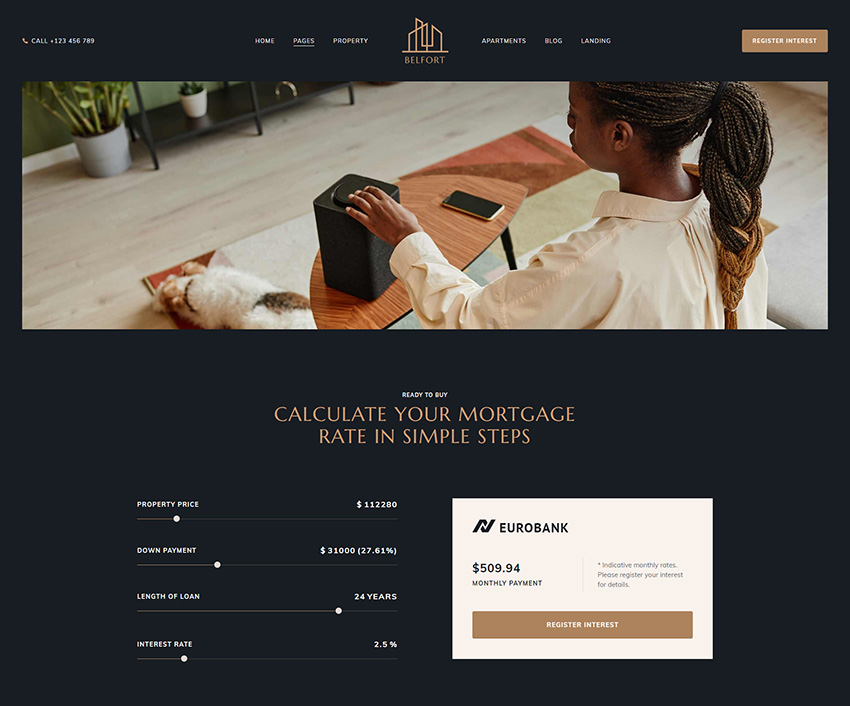 CALL +123 456 789
HOME
PAGES
PROPERTY
BELFORT
APARTMENTS
BLOG
LANDING
REGISTER INTEREST
READY TO BUY
CALCULATE YOUR MORTGAGE
RATE IN SIMPLE STEPS
PROPERTY PRICE
$ 112280
DOWN PAYMENT
$ 31000 (27.61%)
LENGTH OF LOAN
24 YEARS
INTEREST RATE
2.5 %
EUROBANK
$509.94
MONTHLY PAYMENT
* Indicative monthly rates.
Please register your interest
for details.
REGISTER INTEREST